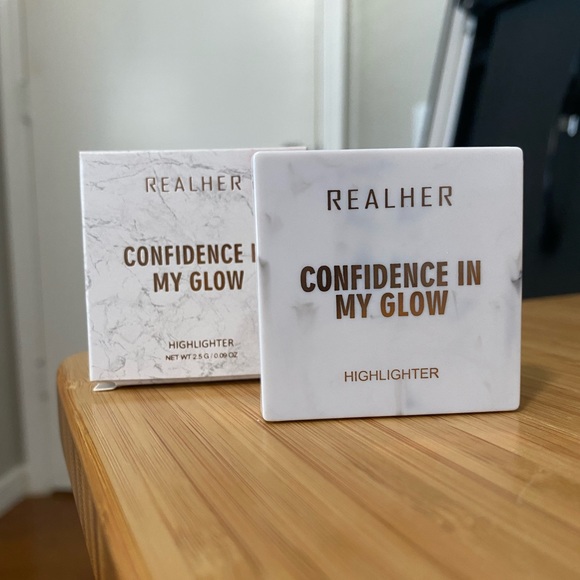 REALHER
CONFIDENCE I
MY GLOW
HIGHLIGHTER
NET WT 2.5 G | 0.09 OZ
REALHER
CONFIDENCE IN
MY GLOW
HIGHLIGHTER